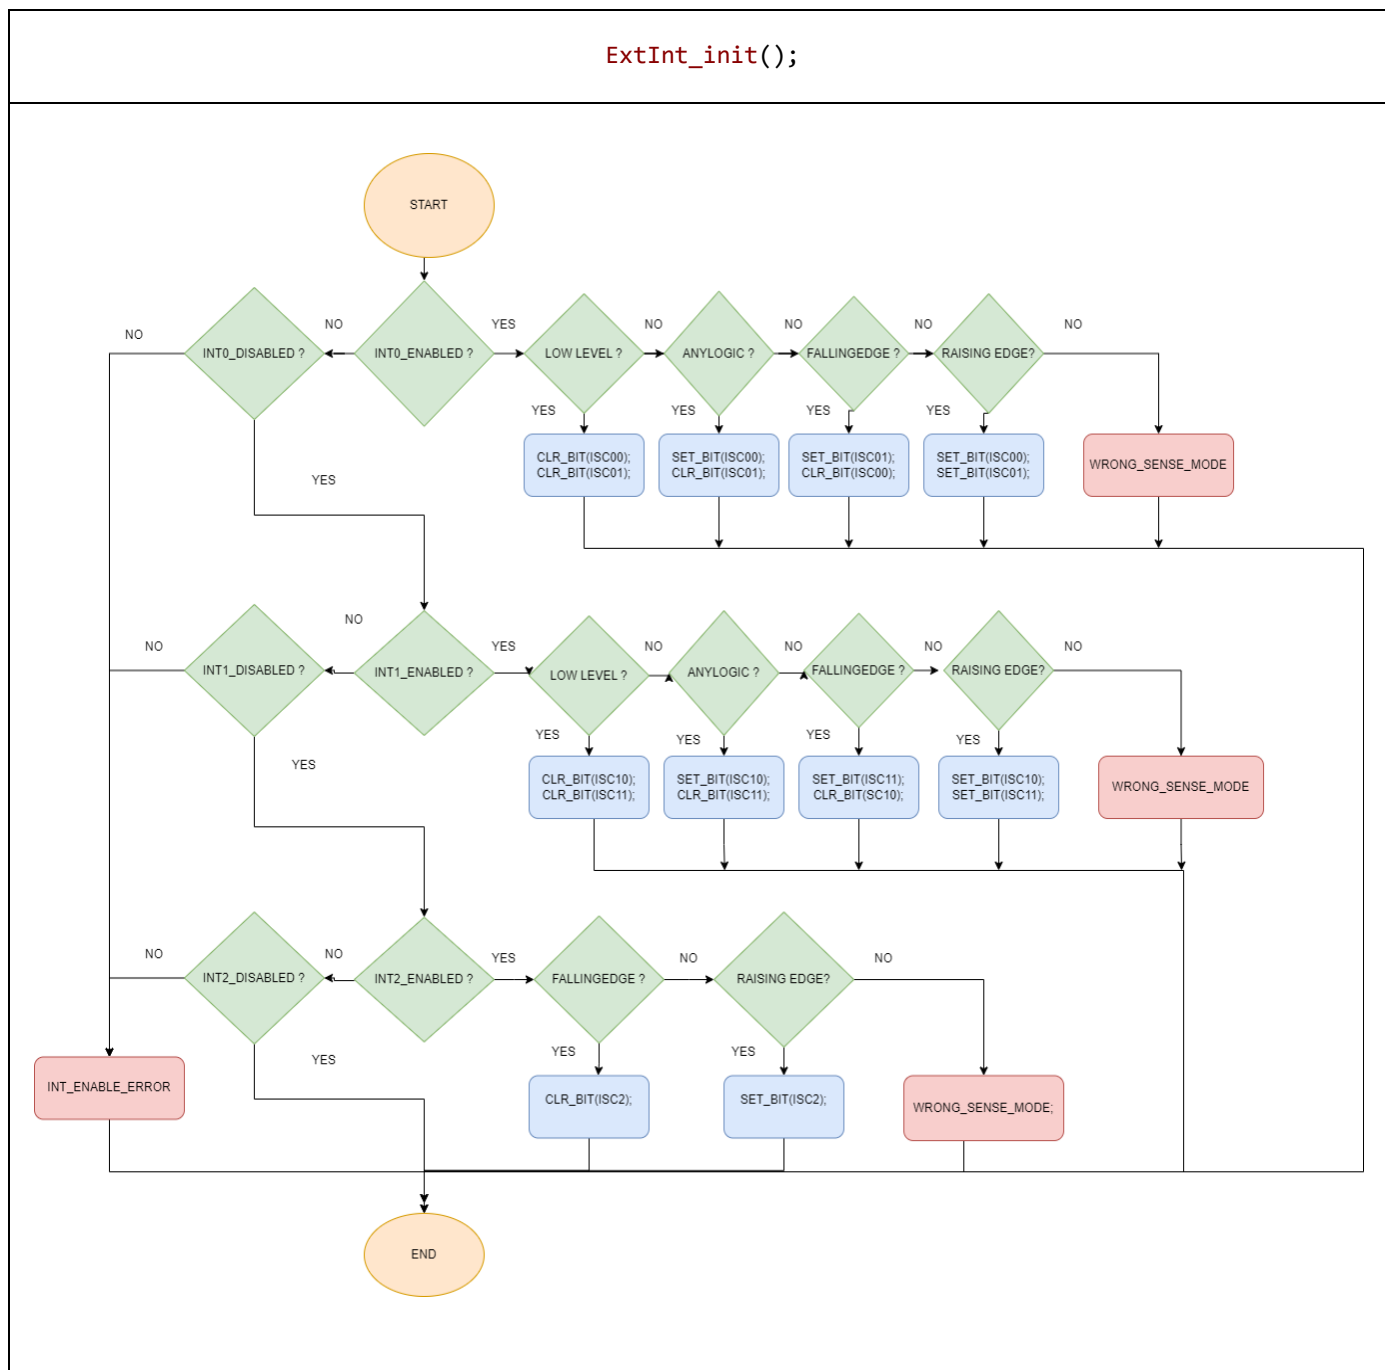 ExtInt_init();
START
NO
INT0_DISABLED ?
NO
INT0_ENABLED ?
YES
LOW LEVEL ?
NO
ANYLOGIC ?
NO
FALLINGEDGE ?
NO
RAISING EDGE?
NO
YES
YES
YES
YES
CLR_BIT(ISC00);
CLR_BIT(ISC01);
SET_BIT(ISC00);
CLR_BIT(ISC01);
SET_BIT(ISC01);
CLR_BIT(ISC00);
SET_BIT(ISC00);
SET_BIT(ISC01);
WRONG_SENSE_MODE
YES
NO
INT1_DISABLED ?
NO
INT1_ENABLED ?
YES
LOW LEVEL ?
NO
ANYLOGIC ?
NO
FALLINGEDGE ?
NO
RAISING EDGE?
NO
YES
YES
YES
YES
CLR_BIT(ISC10);
CLR_BIT(ISC11);
SET_BIT(ISC10);
CLR_BIT(ISC11);
SET_BIT(ISC11);
CLR_BIT(SC10);
SET_BIT(ISC10);
SET_BIT(ISC11);
WRONG_SENSE_MODE
YES
NO
INT2_DISABLED ?
NO
INT2_ENABLED ?
YES
FALLINGEDGE ?
NO
RAISING EDGE?
NO
YES
YES
YES
INT_ENABLE_ERROR
CLR_BIT(ISC2);
SET_BIT(ISC2);
WRONG_SENSE_MODE;
END